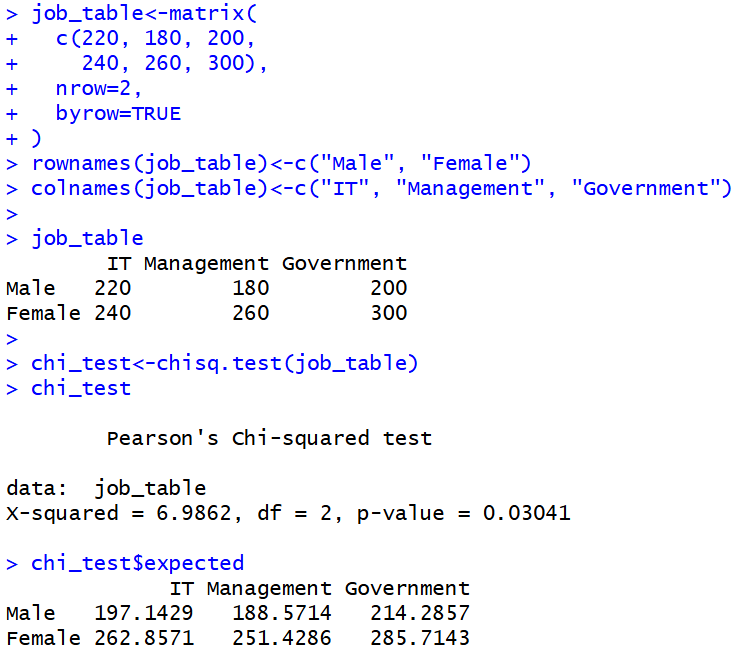 > job_table<-matrix(
+   c(220, 180, 200,
+     240, 260, 300),
+   nrow=2,
+   byrow=TRUE
+ )
> rownames(job_table)<-c("Male", "Female")
> colnames(job_table)<-c("IT", "Management", "Government")
>
> job_table
        IT Management Government
Male   220        180        200
Female 240        260        300
>
> chi_test<-chisq.test(job_table)
> chi_test

        Pearson's Chi-squared test

data:  job_table
X-squared = 6.9862, df = 2, p-value = 0.03041

> chi_test$expected
             IT Management Government
Male   197.1429   188.5714   214.2857
Female 262.8571   251.4286   285.7143